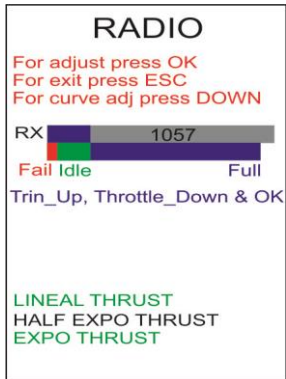 RADIO
For adjust press OK
For exit press ESC
For curve adj press DOWN
RX 1057
Fail Idle Full
Trin_Up, Throttle_Down & OK
LINEAL THRUST
HALF EXPO THRUST
EXPO THRUST